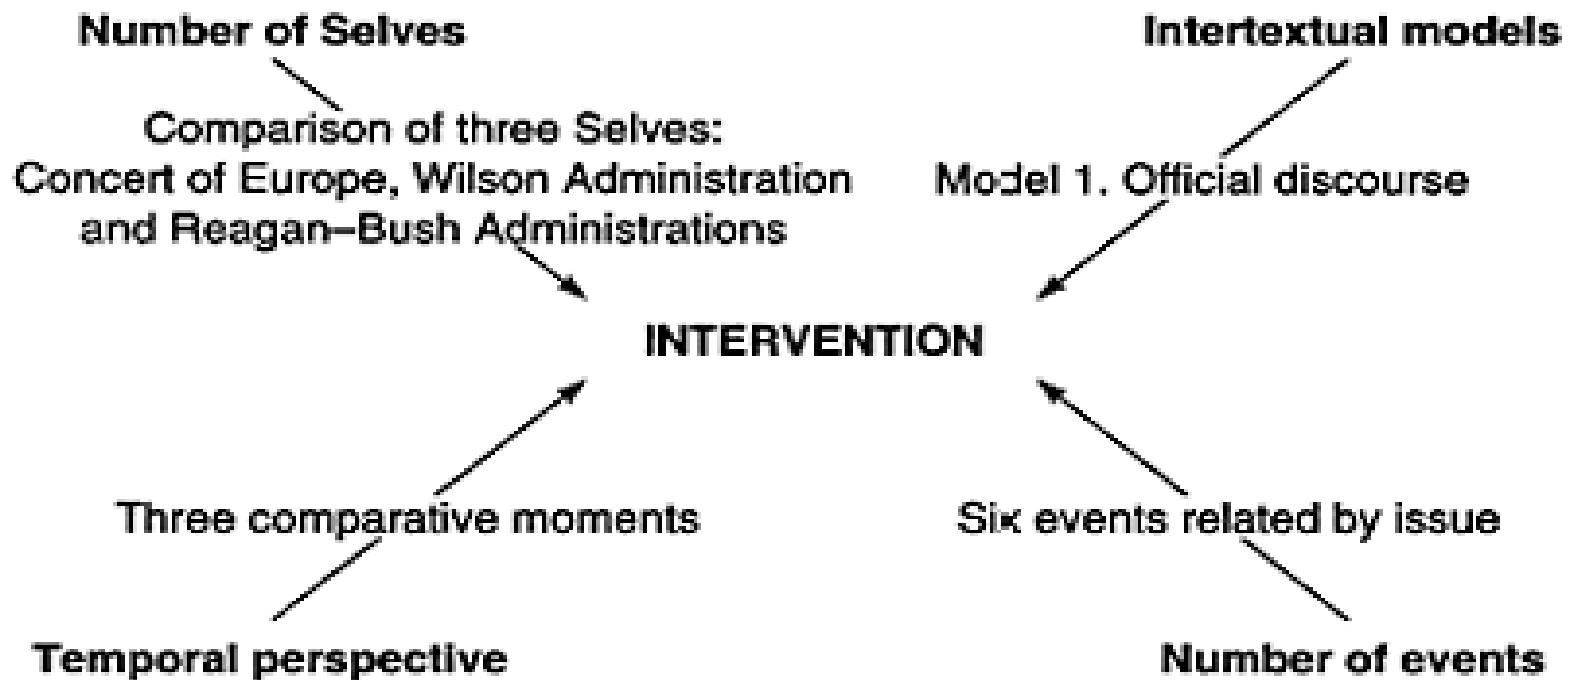 Number of Selves
Intertextual models
Comparison of three Selves:
Concert of Europe, Wilson Administration
and Reagan–Bush Administrations
Model 1. Official discourse
INTERVENTION
Three comparative moments
Six events related by issue
Temporal perspective
Number of events